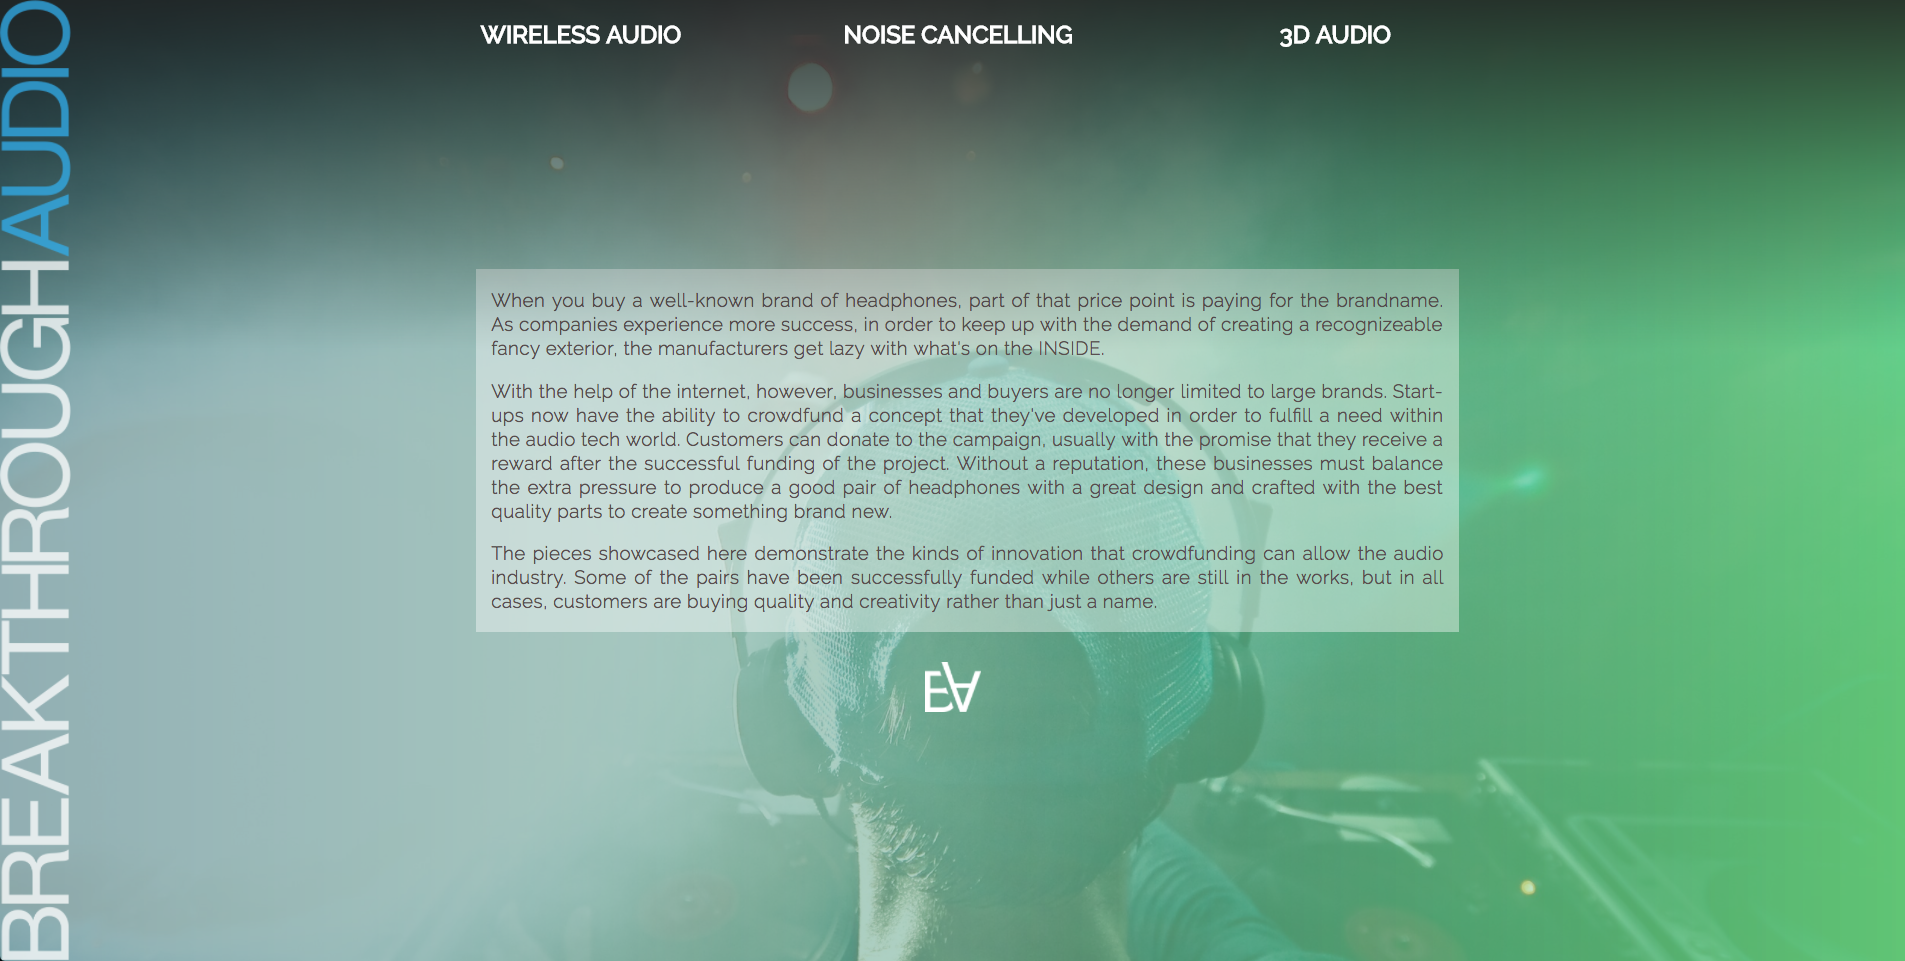 WIRELESS AUDIO
NOISE CANCELLING
3D AUDIO
BREAKTHROUGHAUDIO
When you buy a well-known brand of headphones, part of that price point is paying for the brandname.
As companies experience more success, in order to keep up with the demand of creating a recognizeable
fancy exterior, the manufacturers get lazy with what's on the INSIDE.
With the help of the internet, however, businesses and buyers are no longer limited to large brands. Start-
ups now have the ability to crowdfund a concept that they've developed in order to fulfill a need within
the audio tech world. Customers can donate to the campaign, usually with the promise that they receive a
reward after the successful funding of the project. Without a reputation, these businesses must balance
the extra pressure to produce a good pair of headphones with a great design and crafted with the best
quality parts to create something brand new.
The pieces showcased here demonstrate the kinds of innovation that crowdfunding can allow the audio
industry. Some of the pairs have been successfully funded while others are still in the works, but in all
cases, customers are buying quality and creativity rather than just a name.